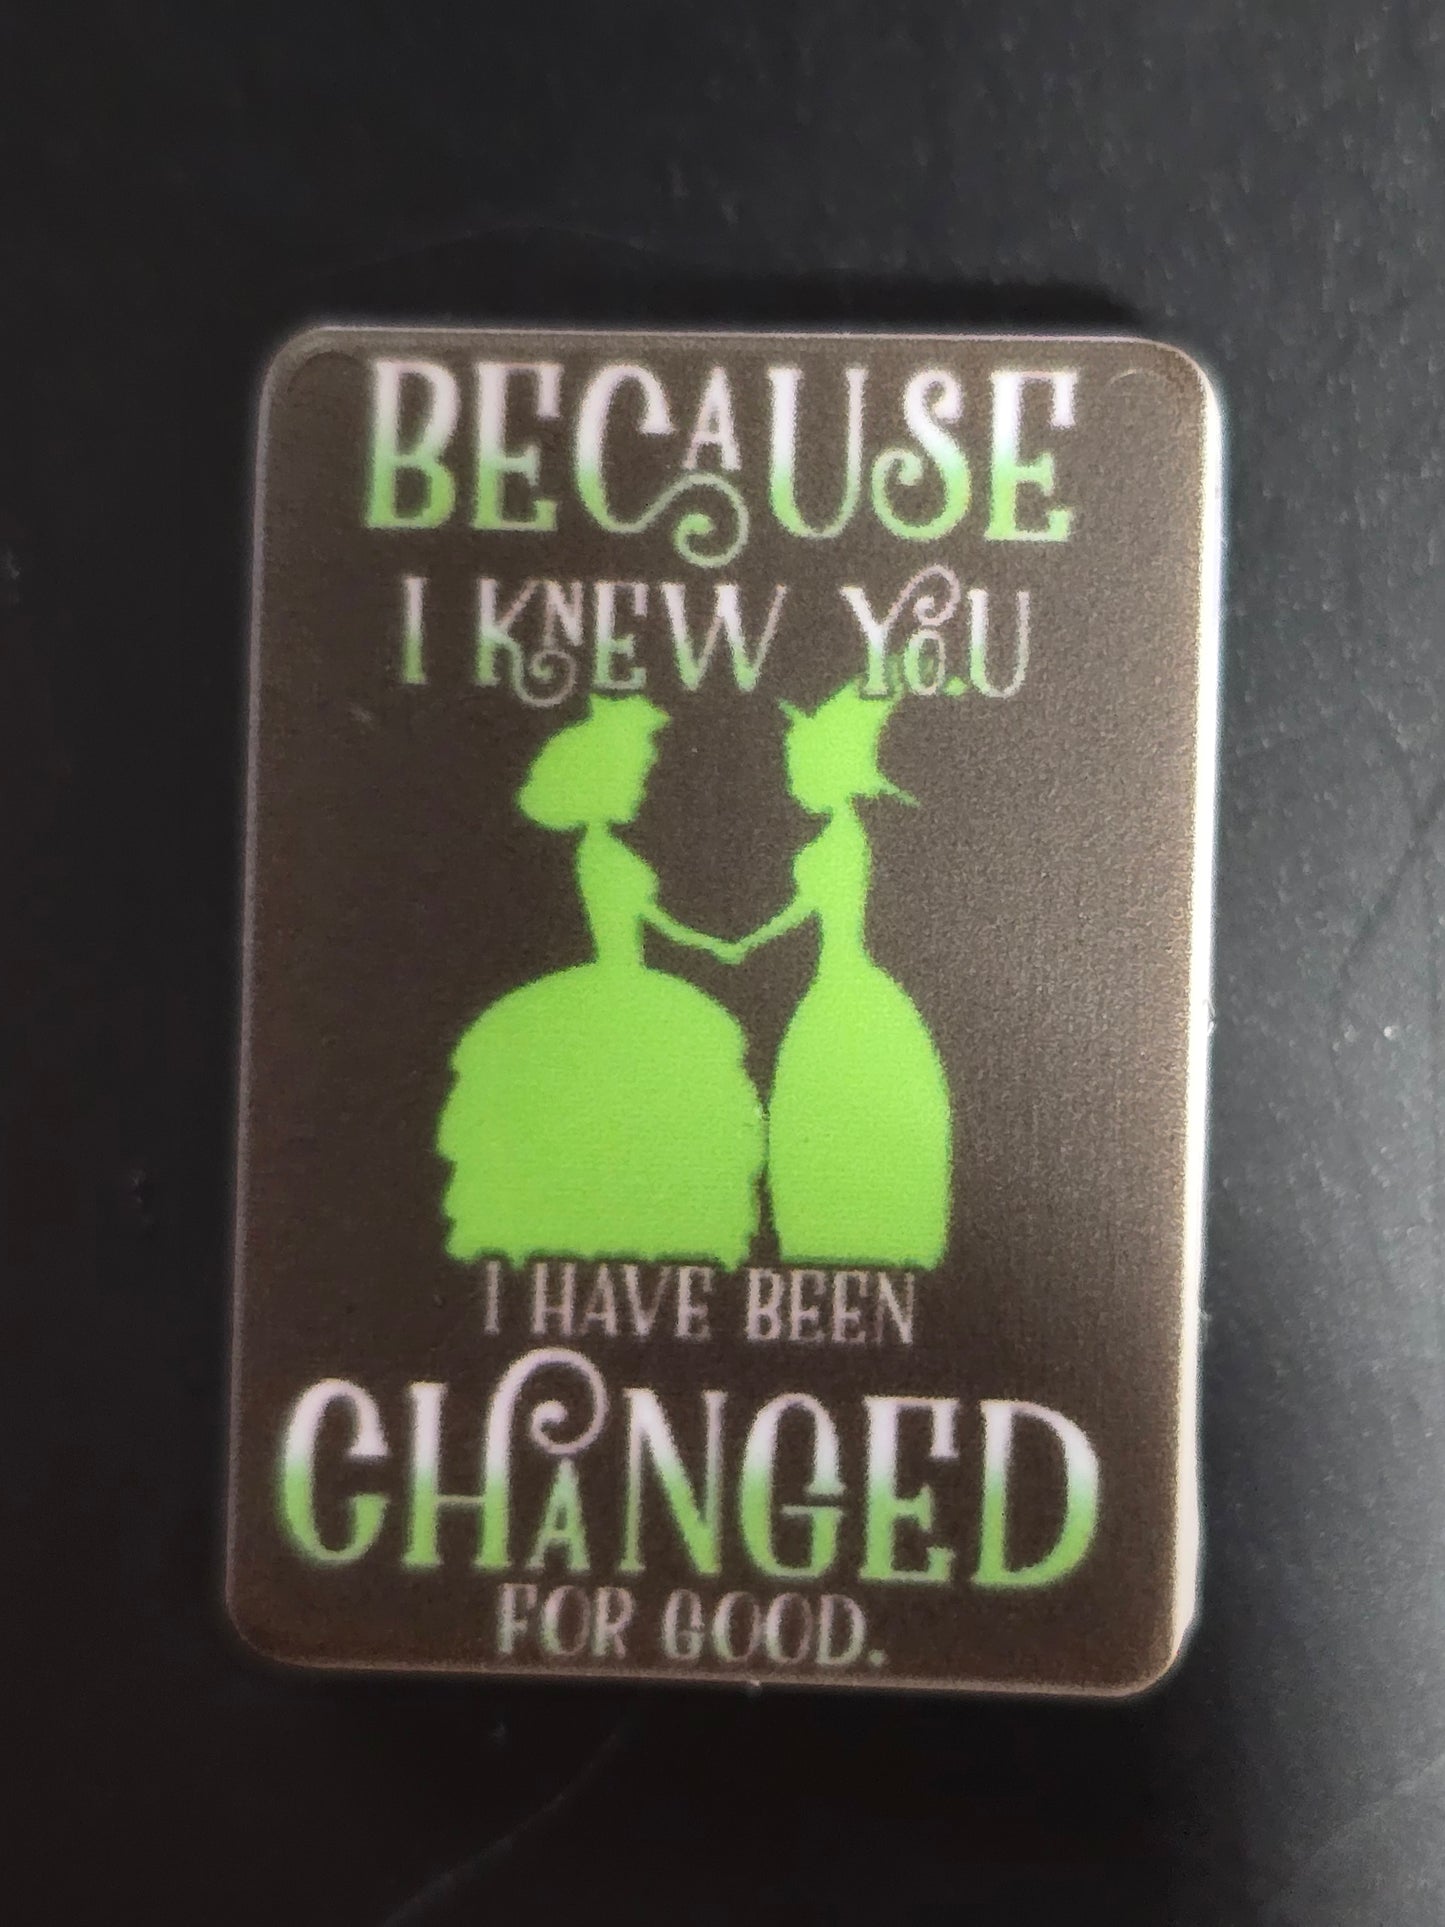 BECAUSE
I KNEW YOU
I HAVE BEEN
CHANGED
FOR GOOD.